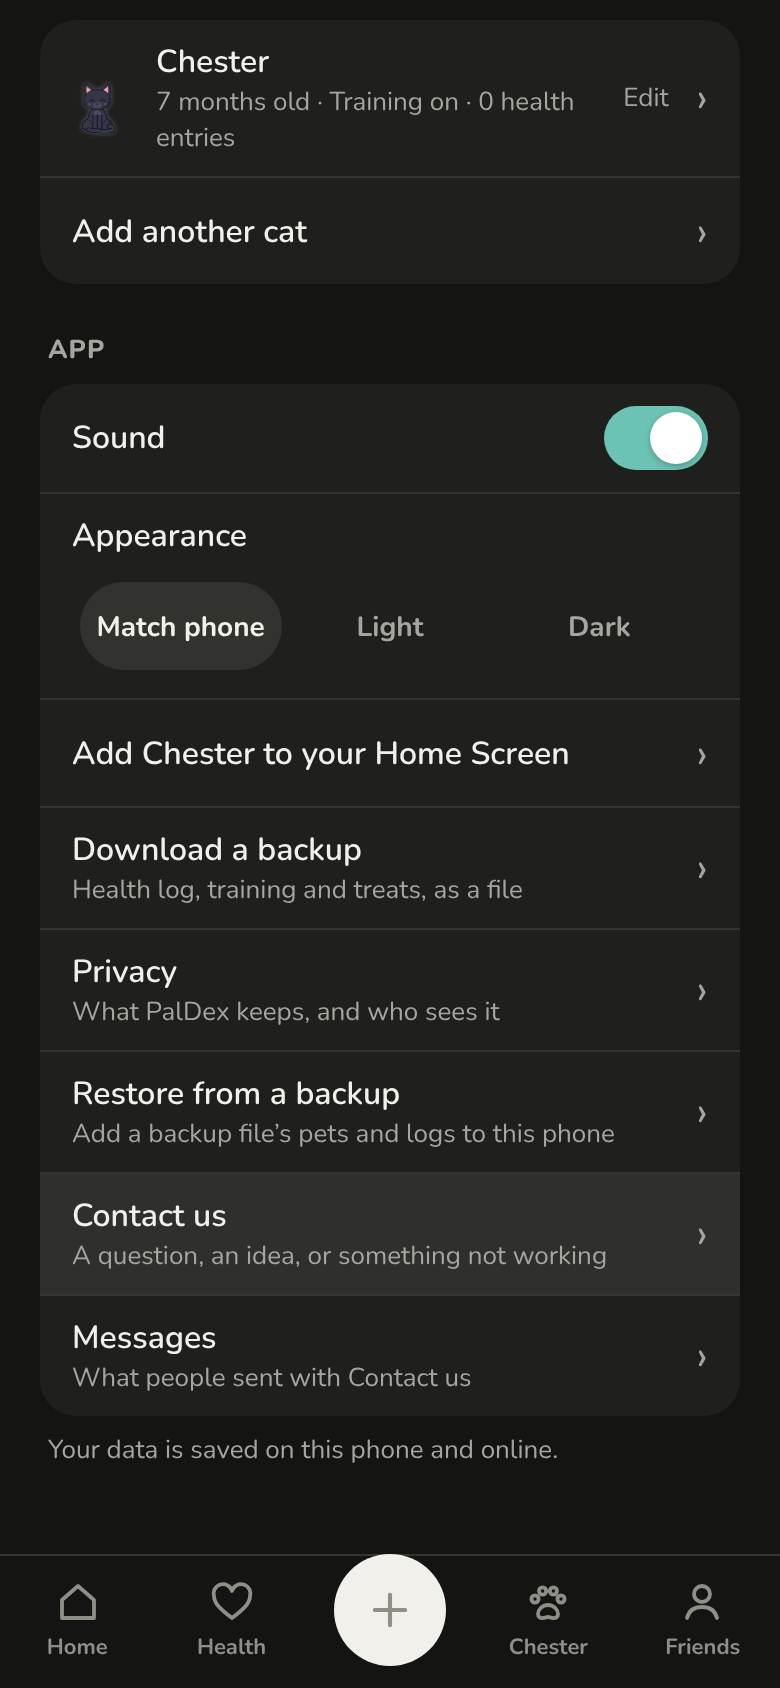 Chester
7 months old · Training on · 0 health
entries
Edit
Add another cat
APP
Sound
Appearance
Match phone
Light
Dark
Add Chester to your Home Screen
Download a backup
Health log, training and treats, as a file
Privacy
What PalDex keeps, and who sees it
Restore from a backup
Add a backup file’s pets and logs to this phone
Contact us
A question, an idea, or something not working
Messages
What people sent with Contact us
Your data is saved on this phone and online.
Home
Health
Chester
Friends